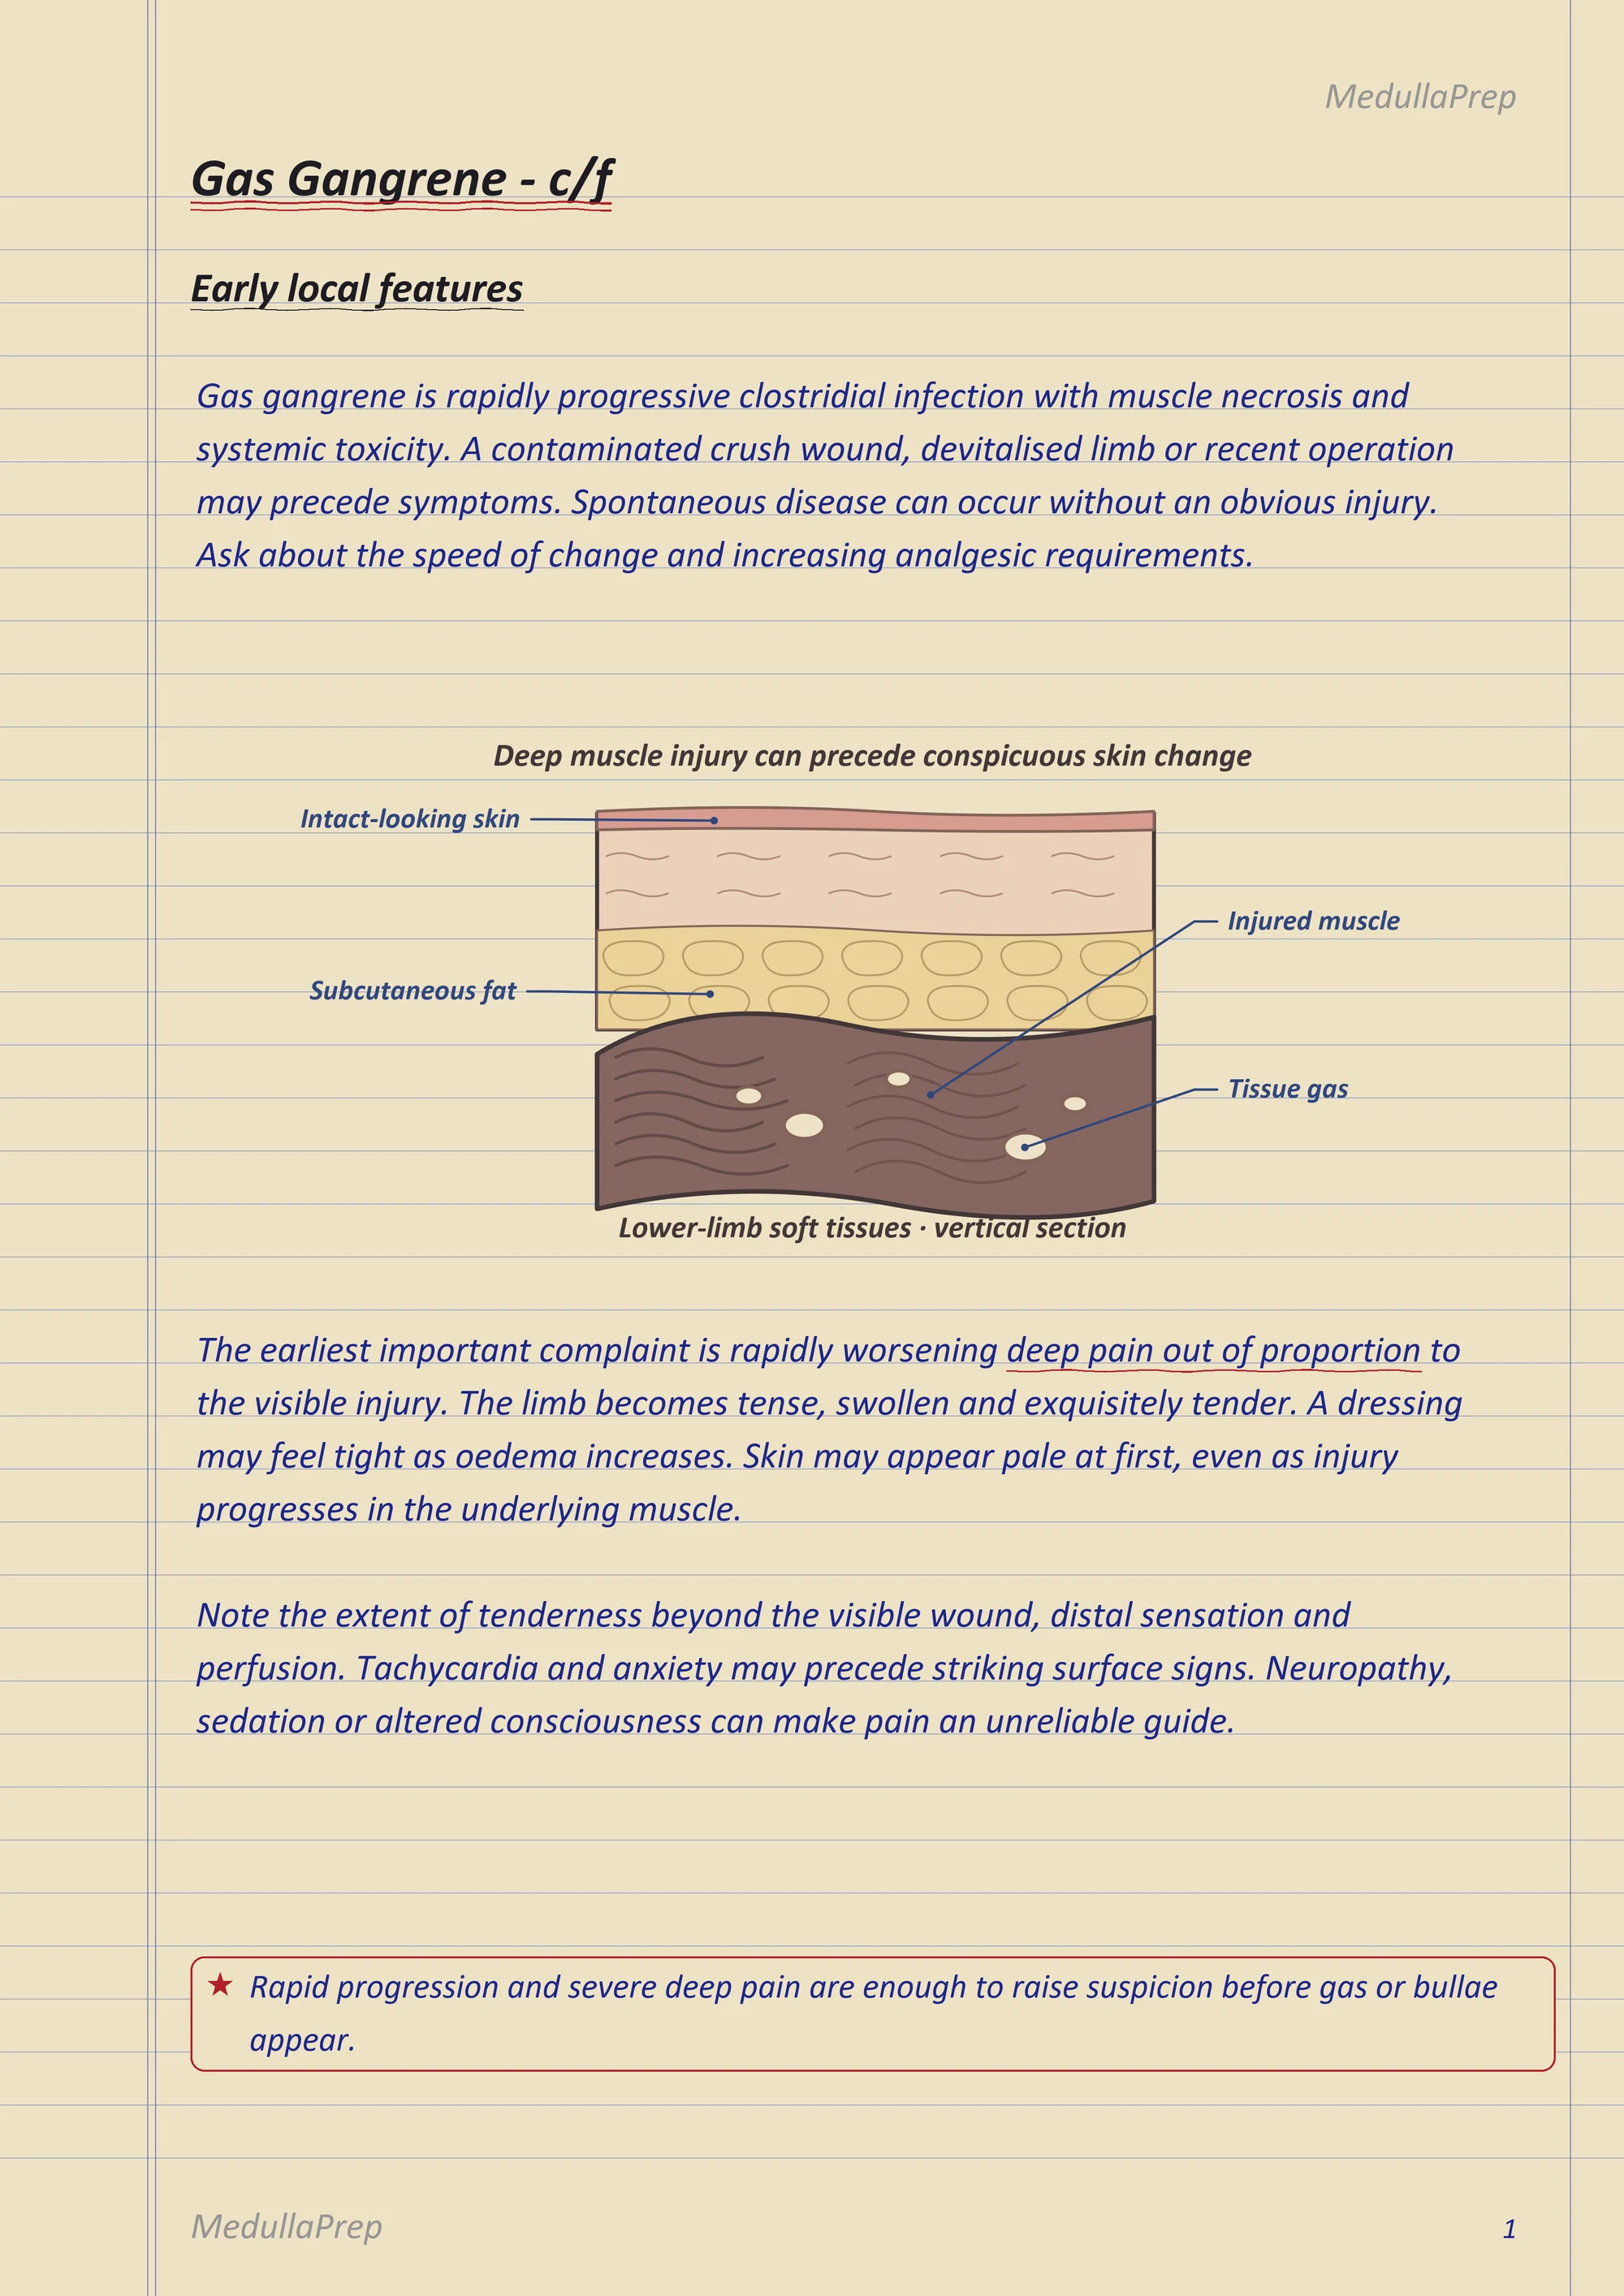 MedullaPrep
Gas Gangrene - c/f
Early local features
Gas gangrene is rapidly progressive clostridial infection with muscle necrosis and
systemic toxicity. A contaminated crush wound, devitalised limb or recent operation
may precede symptoms. Spontaneous disease can occur without an obvious injury.
Ask about the speed of change and increasing analgesic requirements.
Deep muscle injury can precede conspicuous skin change
Intact-looking skin
Injured muscle
Subcutaneous fat
Tissue gas
Lower-limb soft tissues · vertical section
The earliest important complaint is rapidly worsening deep pain out of proportion to
the visible injury. The limb becomes tense, swollen and exquisitely tender. A dressing
may feel tight as oedema increases. Skin may appear pale at first, even as injury
progresses in the underlying muscle.
Note the extent of tenderness beyond the visible wound, distal sensation and
perfusion. Tachycardia and anxiety may precede striking surface signs. Neuropathy,
sedation or altered consciousness can make pain an unreliable guide.
★ Rapid progression and severe deep pain are enough to raise suspicion before gas or bullae
appear.
MedullaPrep
1